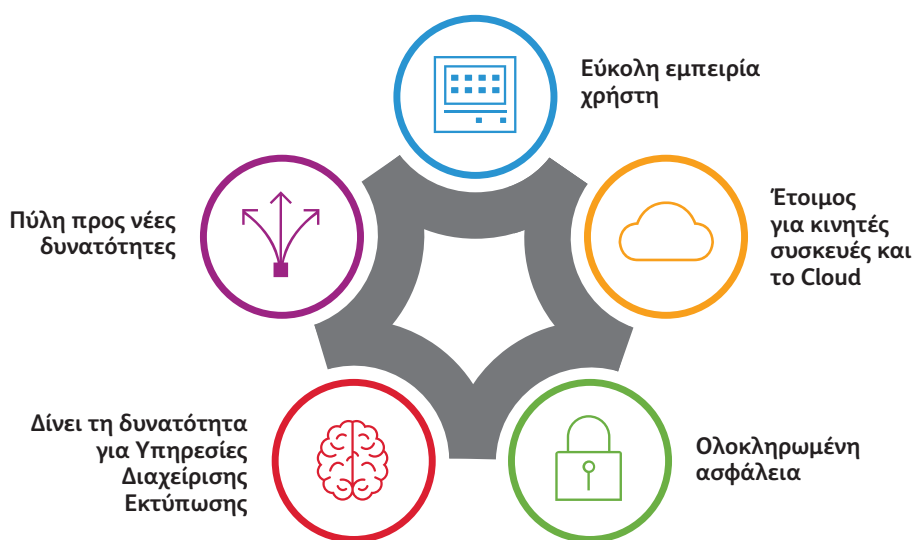 Εύκολη εμπειρία
χρήστη
Έτοιμος
για κινητές
συσκευές και
το Cloud
Πύλη προς νέες
δυνατότητες
Δίνει τη δυνατότητα
για Υπηρεσίες
Διαχείρισης
Εκτύπωσης
Ολοκληρωμένη
ασφάλεια